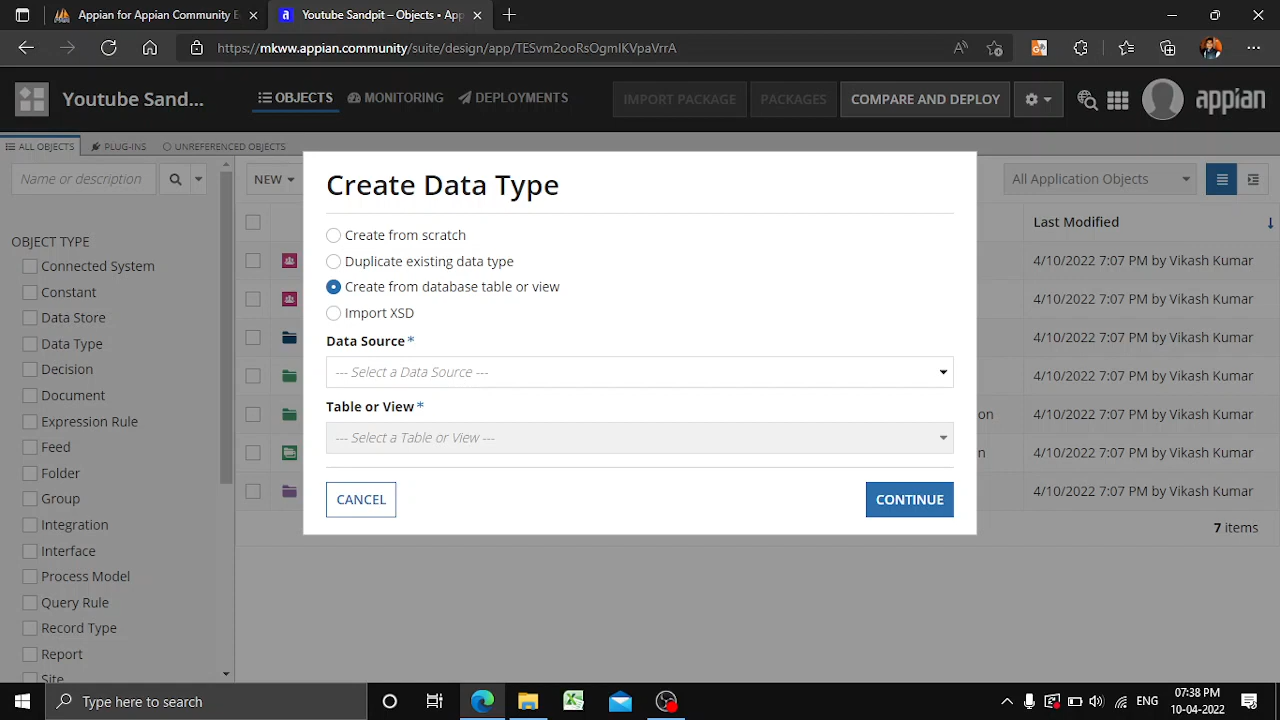 Appian for Appian Community E
Youtube Sandpit – Objects • App
https://mkww.appian.community/suite/design/app/TESvm2ooRsOgmIKVpaVrrA
Youtube Sand...
OBJECTS
MONITORING
DEPLOYMENTS
IMPORT PACKAGE
PACKAGES
COMPARE AND DEPLOY
appian
ALL OBJECTS
PLUG-INS
UNREFERENCED OBJECTS
Name or description
NEW
All Application Objects
OBJECT TYPE
Connected System
Constant
Data Store
Data Type
Decision
Document
Expression Rule
Feed
Folder
Group
Integration
Interface
Process Model
Query Rule
Record Type
Report
Site
Create Data Type
Create from scratch
Duplicate existing data type
Create from database table or view
Import XSD
Data Source*
--- Select a Data Source ---
Table or View*
--- Select a Table or View ---
CANCEL
CONTINUE
Last Modified
4/10/2022 7:07 PM by Vikash Kumar
4/10/2022 7:07 PM by Vikash Kumar
4/10/2022 7:07 PM by Vikash Kumar
4/10/2022 7:07 PM by Vikash Kumar
on 4/10/2022 7:07 PM by Vikash Kumar
n 4/10/2022 7:07 PM by Vikash Kumar
4/10/2022 7:07 PM by Vikash Kumar
7 items
Type here to search
ENG
07:38 PM
10-04-2022